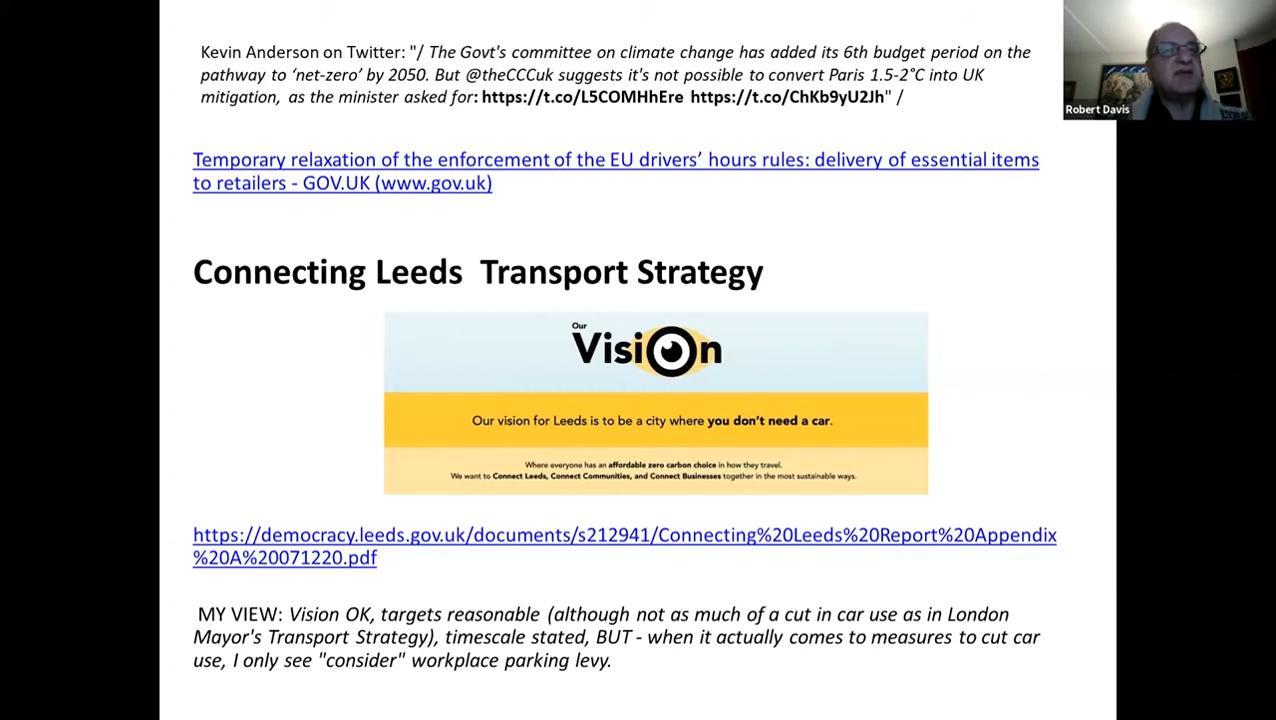 Kevin Anderson on Twitter: "/ The Govt's committee on climate change has added its 6th budget period on the
pathway to ‘net-zero’ by 2050. But @theCCCuk suggests it's not possible to convert Paris 1.5-2°C into UK
mitigation, as the minister asked for: https://t.co/L5COMHhEre https://t.co/ChKb9yU2Jh" /
Robert Davis
Temporary relaxation of the enforcement of the EU drivers’ hours rules: delivery of essential items
to retailers - GOV.UK (www.gov.uk)
Connecting Leeds Transport Strategy
Our
Vision
Our vision for Leeds is to be a city where you don’t need a car.
Where everyone has an affordable zero carbon choice in how they travel.
We want to Connect Leeds, Connect Communities, and Connect Businesses together in the most sustainable ways.
https://democracy.leeds.gov.uk/documents/s212941/Connecting%20Leeds%20Report%20Appendix
%20A%20071220.pdf
MY VIEW: Vision OK, targets reasonable (although not as much of a cut in car use as in London
Mayor's Transport Strategy), timescale stated, BUT - when it actually comes to measures to cut car
use, I only see "consider" workplace parking levy.